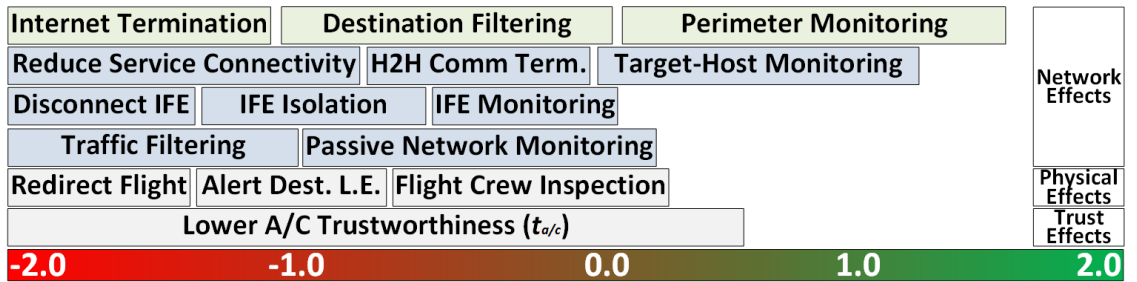 Internet Termination Destination Filtering Perimeter Monitoring
Reduce Service Connectivity H2H Comm Term. Target-Host Monitoring
Network
Effects
Disconnect IFE IFE Isolation IFE Monitoring
Traffic Filtering Passive Network Monitoring
Redirect Flight Alert Dest. L.E. Flight Crew Inspection
Physical
Effects
Lower A/C Trustworthiness (ta/c)
Trust
Effects
-2.0 -1.0 0.0 1.0 2.0